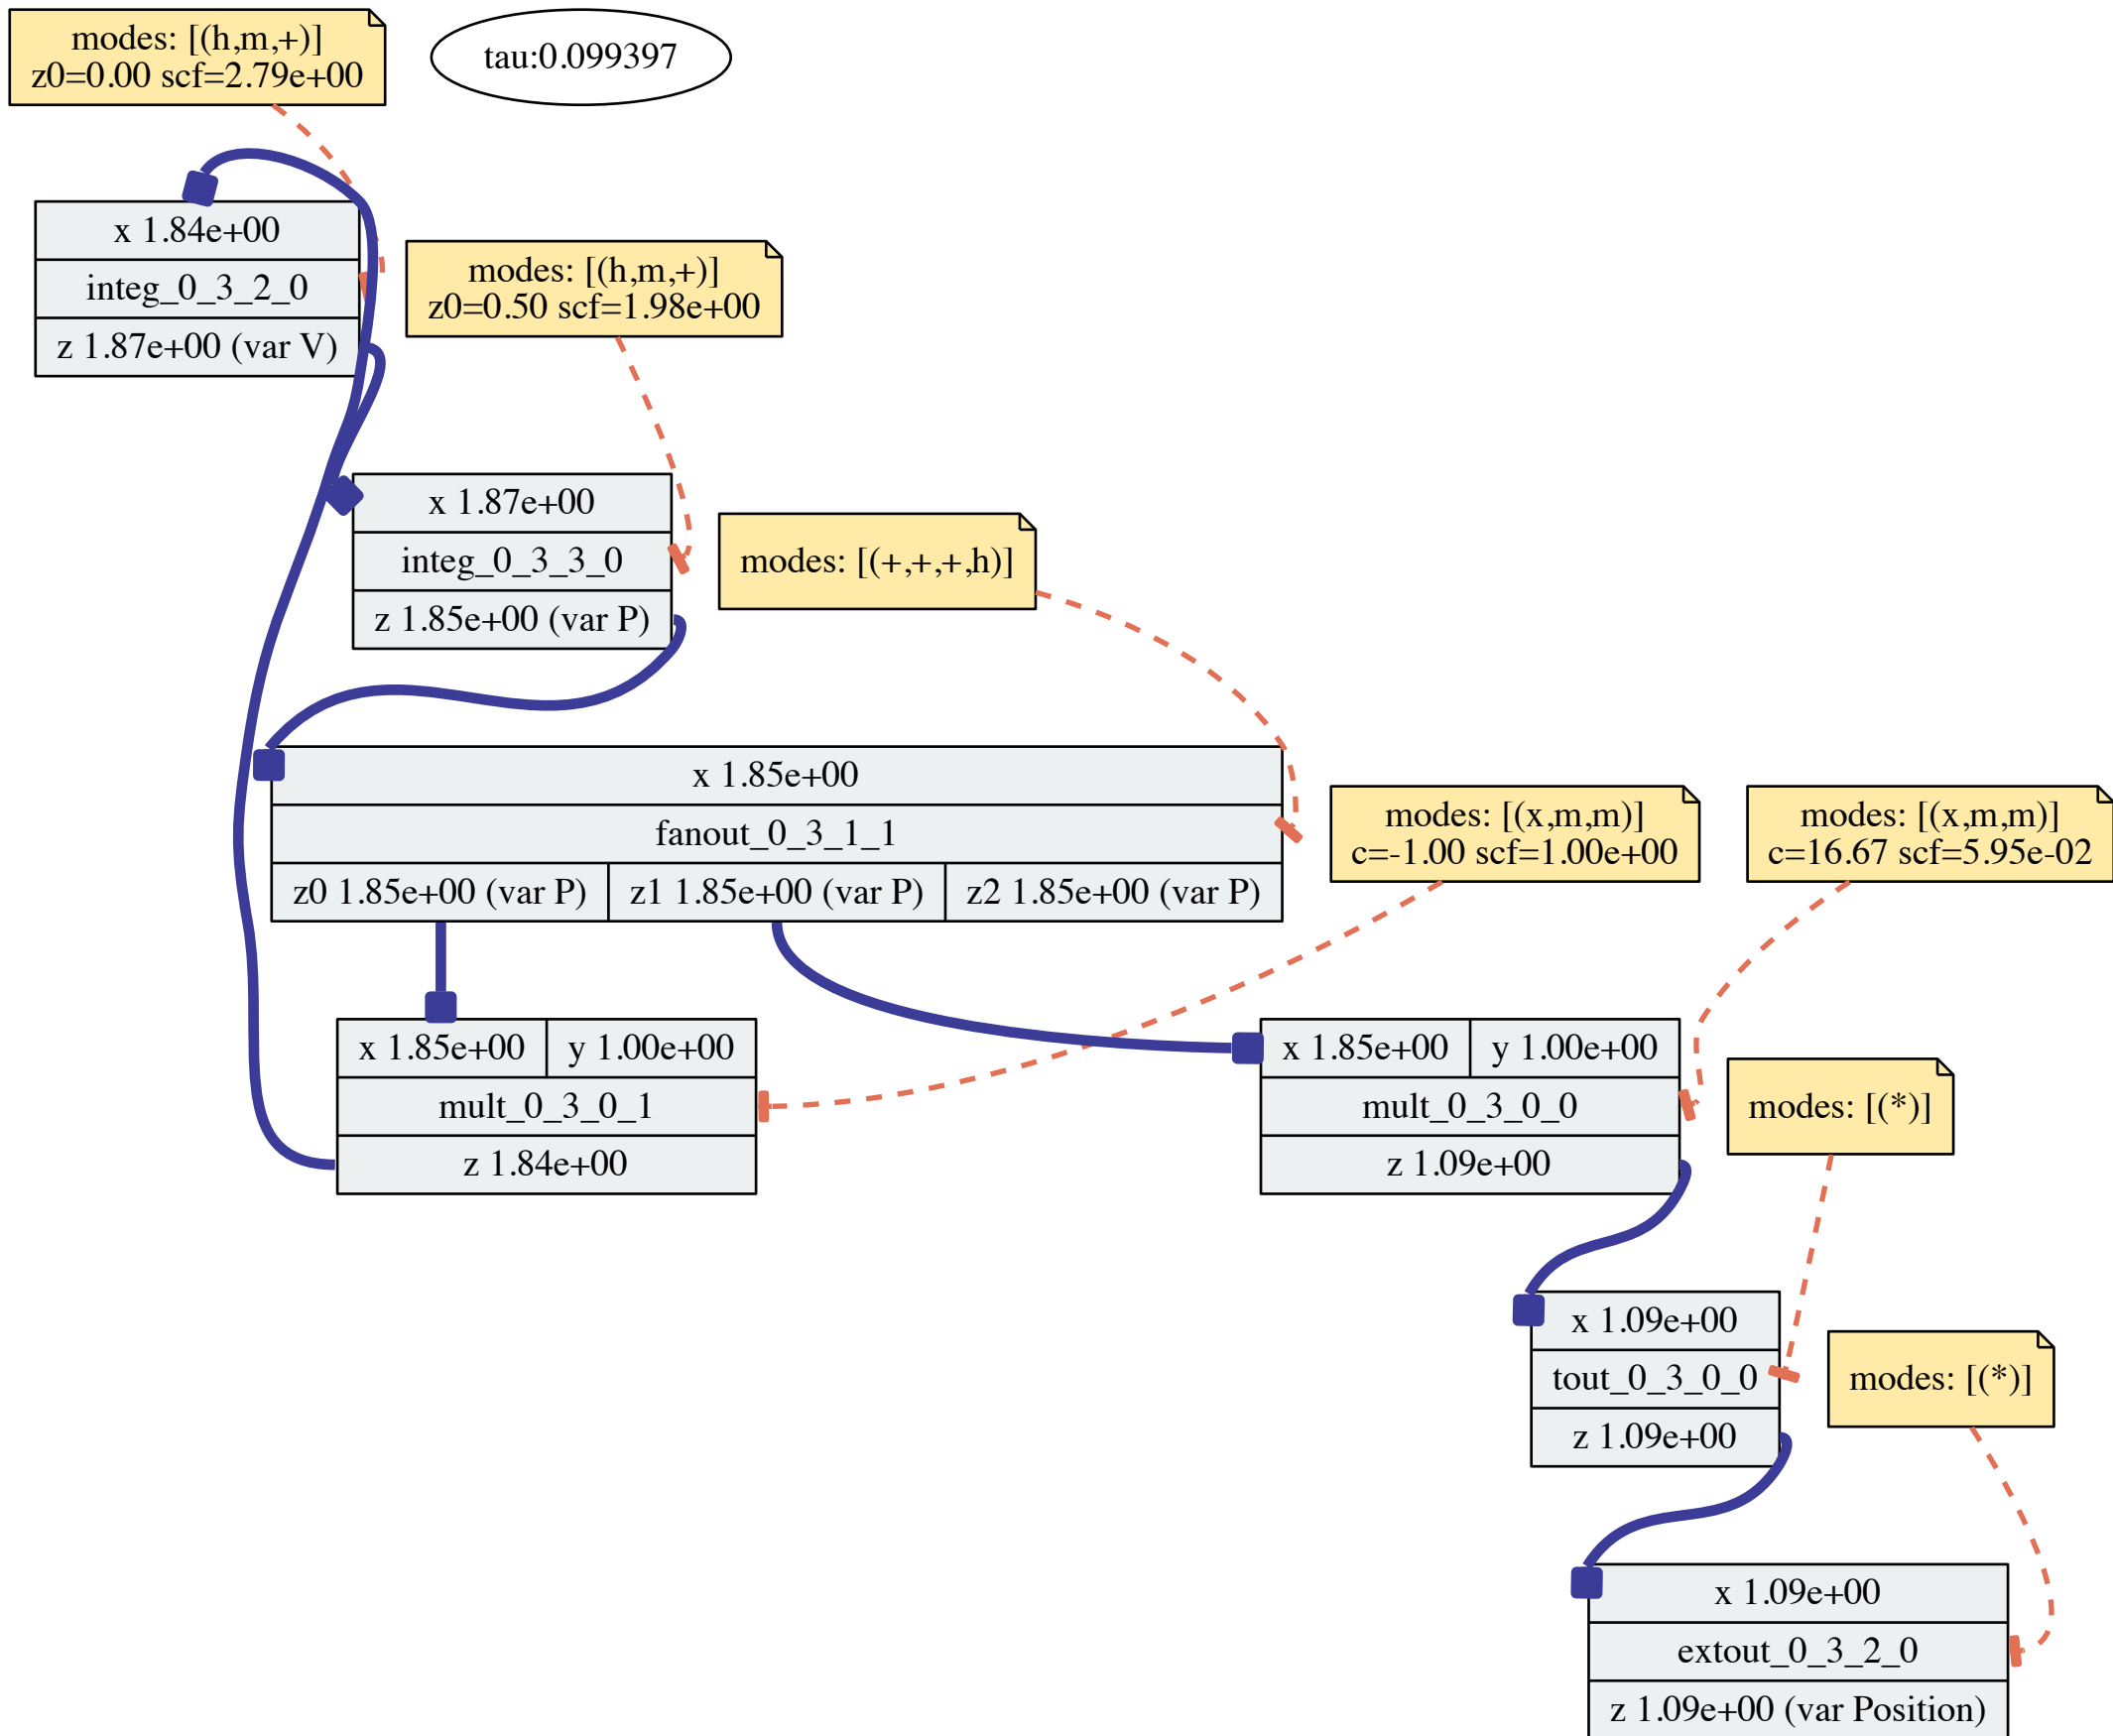 modes: [(h,m,+)]
z0=0.00 scf=2.79e+00
tau:0.099397
x 1.84e+00
integ_0_3_2_0
z 1.87e+00 (var V)
modes: [(h,m,+)]
z0=0.50 scf=1.98e+00
x 1.87e+00
integ_0_3_3_0
z 1.85e+00 (var P)
modes: [(+,+,+,h)]
x 1.85e+00
fanout_0_3_1_1
z0 1.85e+00 (var P)
z1 1.85e+00 (var P)
z2 1.85e+00 (var P)
modes: [(x,m,m)]
c=-1.00 scf=1.00e+00
modes: [(x,m,m)]
c=16.67 scf=5.95e-02
x 1.85e+00
y 1.00e+00
mult_0_3_0_1
z 1.84e+00
x 1.85e+00
y 1.00e+00
mult_0_3_0_0
z 1.09e+00
modes: [(*)]
x 1.09e+00
tout_0_3_0_0
z 1.09e+00
modes: [(*)]
x 1.09e+00
extout_0_3_2_0
z 1.09e+00 (var Position)